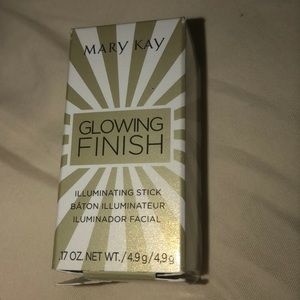 MARY KAY
GLOWING
FINISH
ILLUMINATING STICK
BÂTON ILLUMINATEUR
ILUMINADOR FACIAL
.17 OZ. NET WT. / 4.9 g / 4,9 g